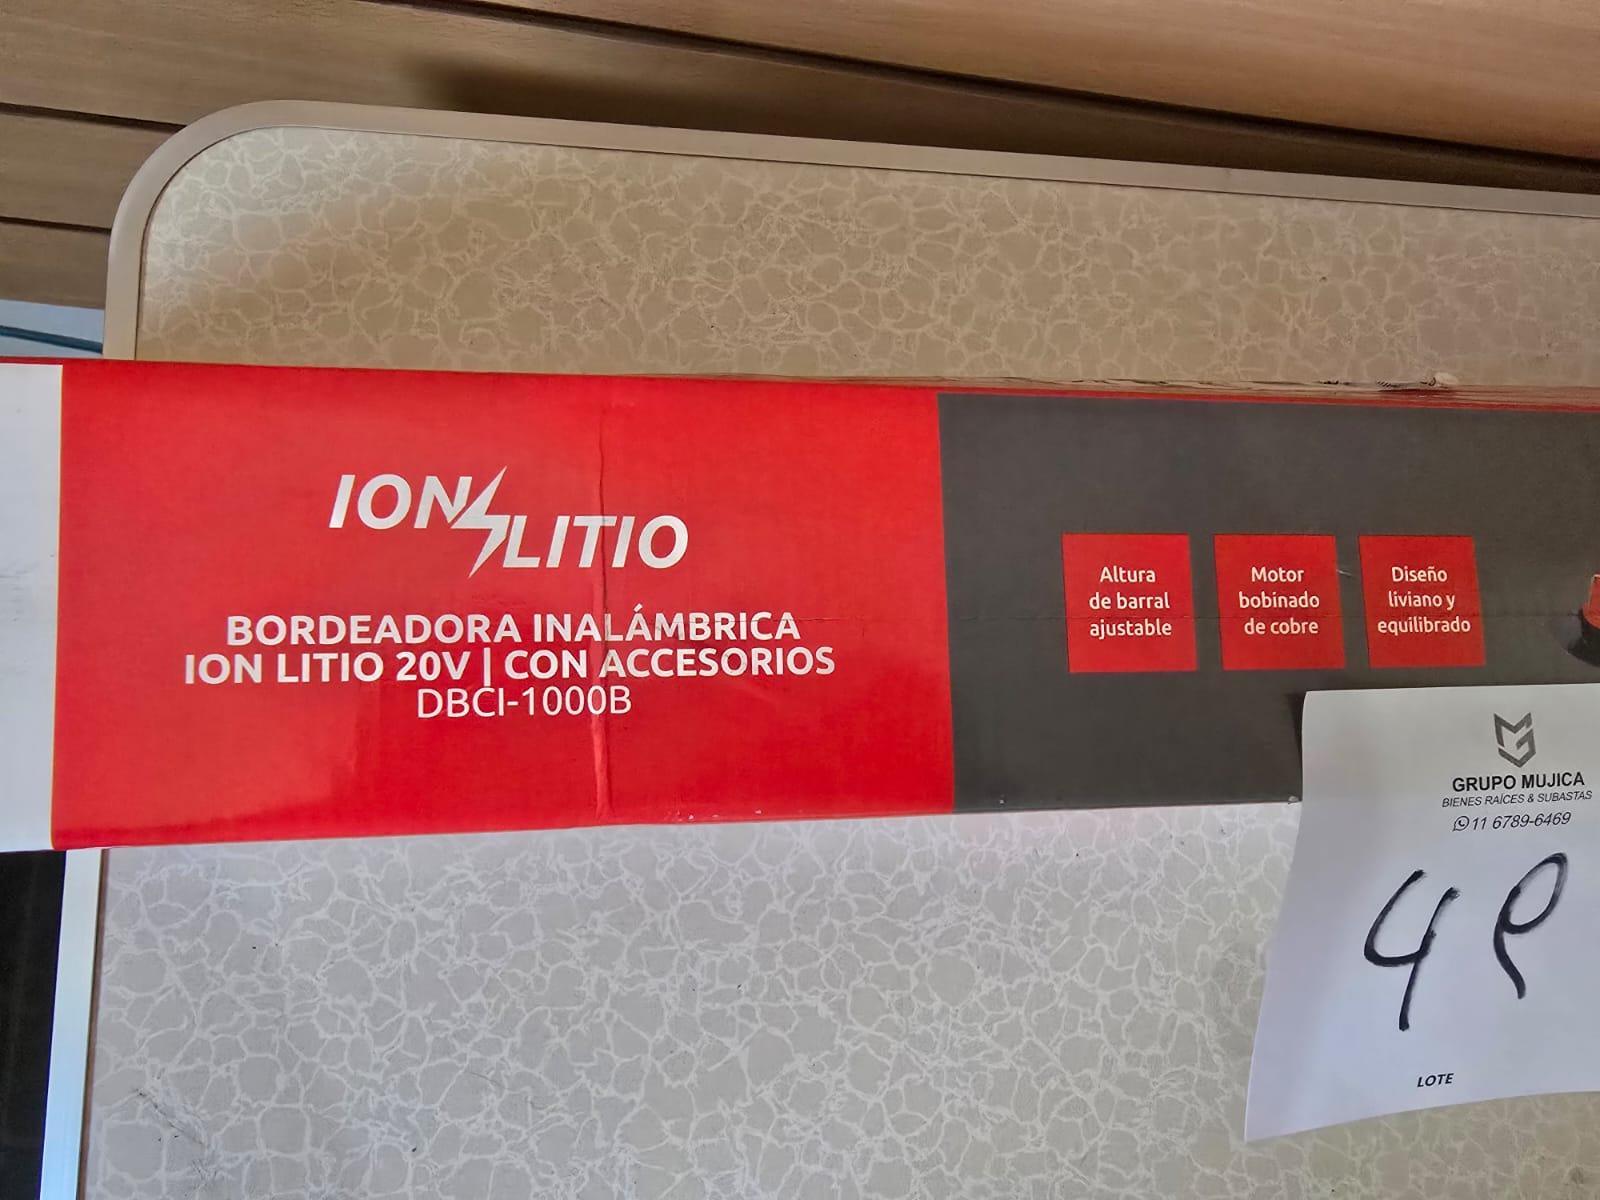 ION LITIO
BORDEADORA INALÁMBRICA
ION LITIO 20V | CON ACCESORIOS
DBCI-1000B
Altura
de barral
ajustable
Motor
bobinado
de cobre
Diseño
liviano y
equilibrado
GRUPO MUJICA
BIENES RAÍCES & SUBASTAS
11 6789-6469
49
LOTE